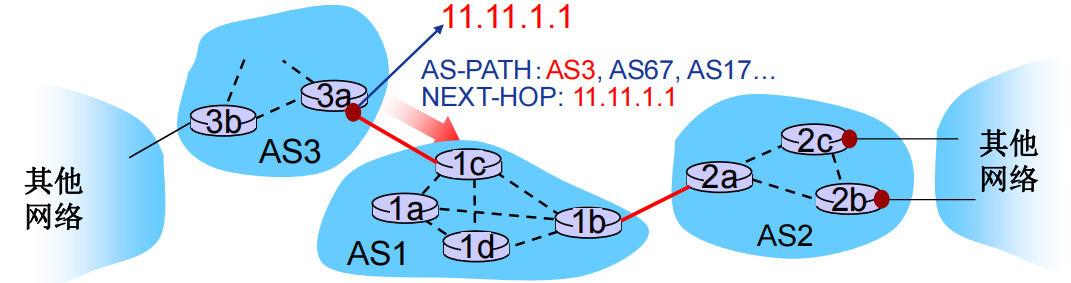 11.11.1.1
AS-PATH：AS3, AS67, AS17…
NEXT-HOP: 11.11.1.1
3a
3b
AS3
其他
网络
1c
1a
1b
1d
AS1
2c
2a
2b
AS2
其他
网络